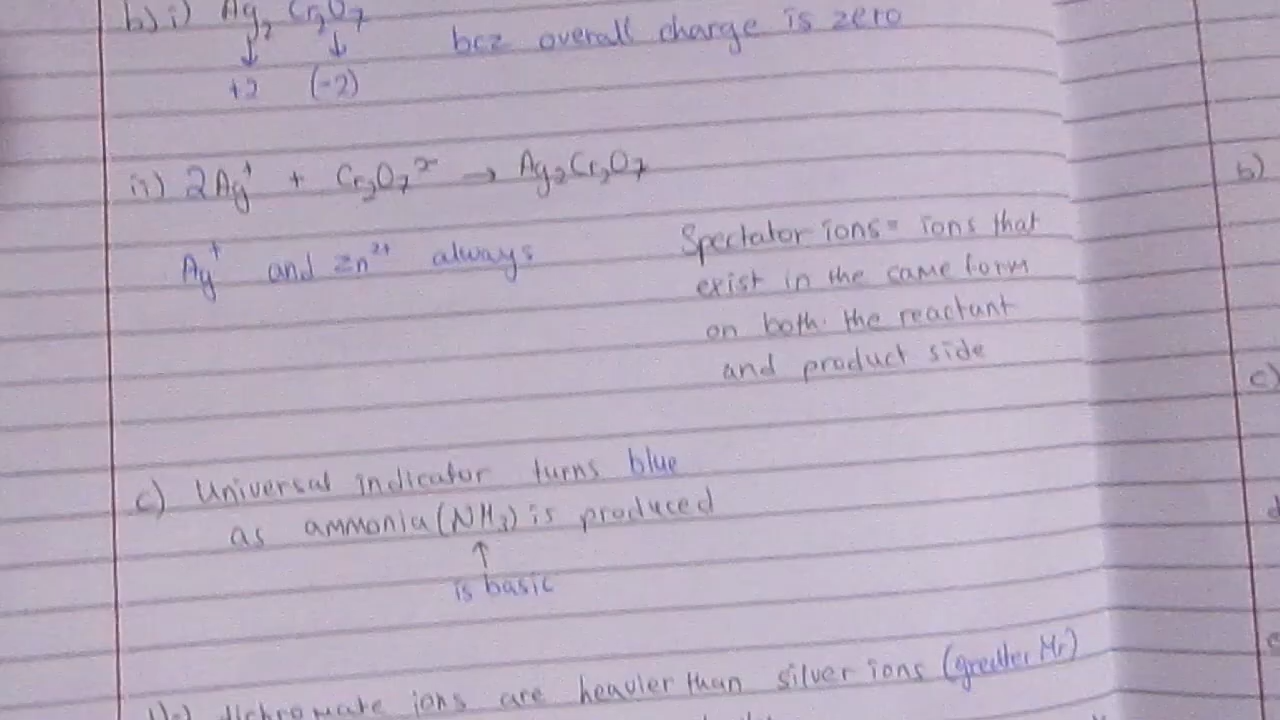 b) i) Ag₂ Cr₂O₇ bcz overall charge is zero
↓ ↓
+2 (-2)
ii) 2Ag⁺ + Cr₂O₇²⁻ → Ag₂Cr₂O₇
Ag⁺ and Zn²⁺ always
Spectator ions = ions that
exist in the same form
on both the reactant
and product side
c) Universal indicator turns blue
as ammonia (NH₃) is produced
↑
is basic
dichromate ions are heavier than silver ions (greater Mr)
b)
c)
d
e